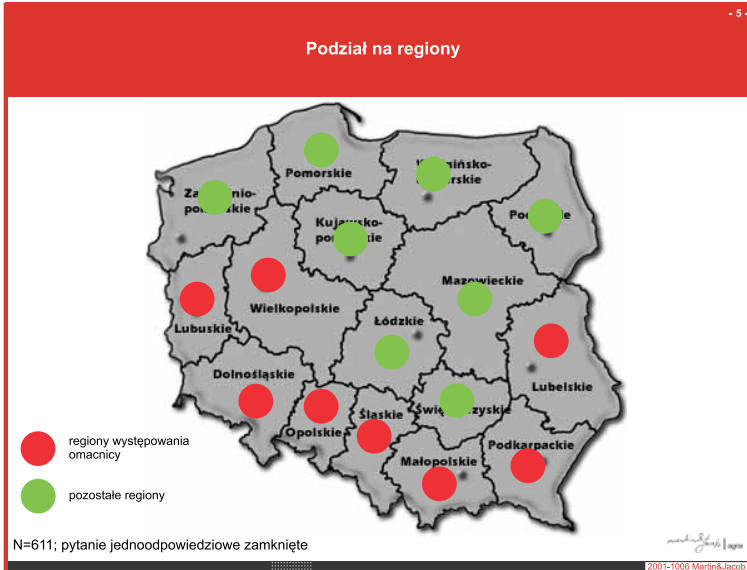 - 5 -
Podział na regiony
Pomorskie
Kujawsko-
Mazowieckie
Łódzkie
Wielkopolskie
Lubuskie
Dolnośląskie
Lubelskie
Opolskie
Śląskie
Małopolskie
Podkarpackie
regiony występowania
omacnicy
pozostałe regiony
N=611; pytanie jednoodpowiedziowe zamknięte
agros
2001-1006 Martin&Jacob